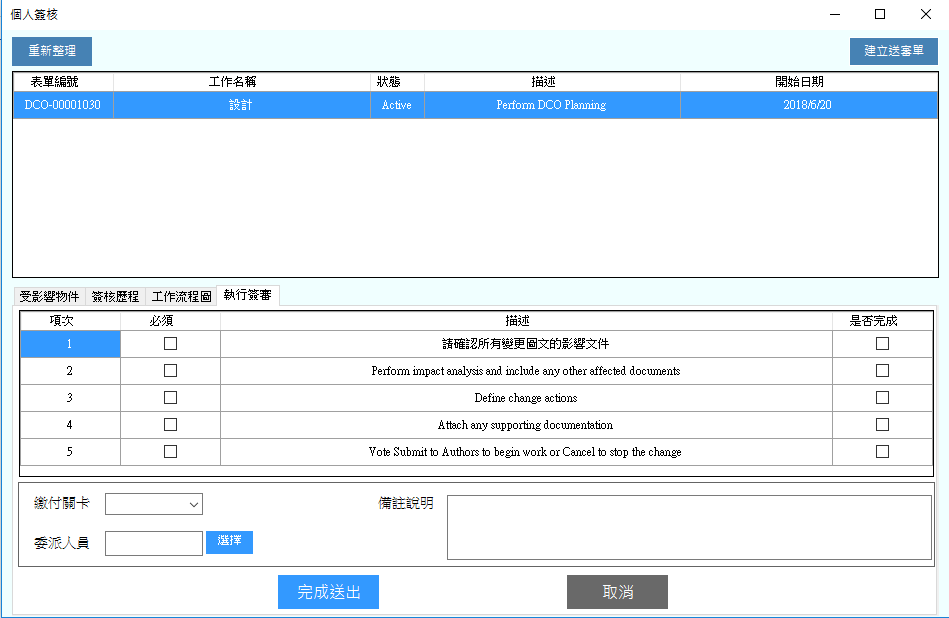 個人簽核
重新整理
建立送審單
表單編號 工作名稱 狀態 描述 開始日期
DCO-00001030 設計 Active Perform DCO Planning 2018/6/20
受影響物件 簽核歷程 工作流程圖 執行簽審
項次 必須 描述 是否完成
1 請確認所有變更圖文的影響文件
2 Perform impact analysis and include any other affected documents
3 Define change actions
4 Attach any supporting documentation
5 Vote Submit to Authors to begin work or Cancel to stop the change
繳付關卡 備註說明
委派人員 選擇
完成送出 取消